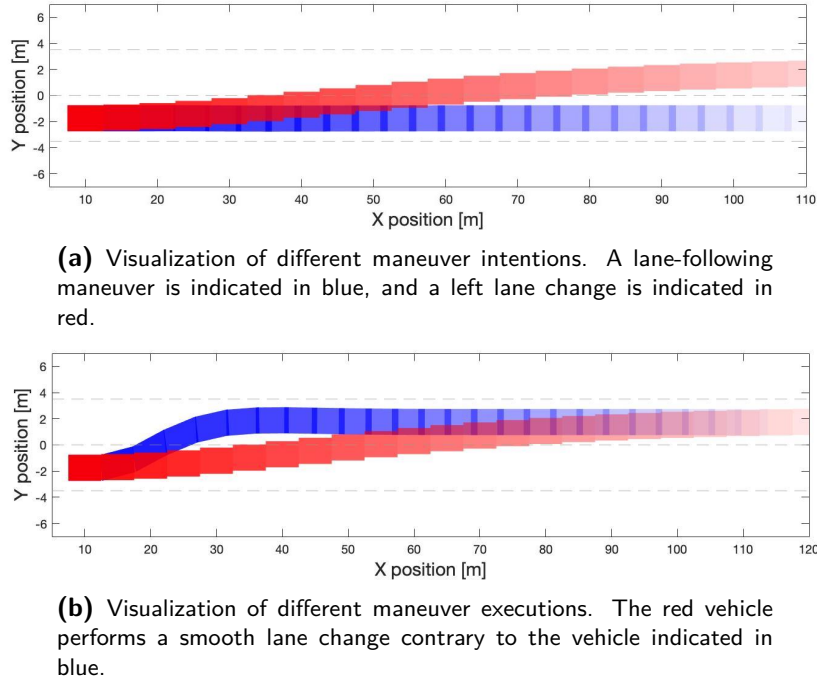 6
4
2
0
-2
-4
-6
Y position [m]
10 20 30 40 50 60 70 80 90 100 110
X position [m]
(a) Visualization of different maneuver intentions. A lane-following
maneuver is indicated in blue, and a left lane change is indicated in
red.
6
4
2
0
-2
-4
-6
Y position [m]
10 20 30 40 50 60 70 80 90 100 110 120
X position [m]
(b) Visualization of different maneuver executions. The red vehicle
performs a smooth lane change contrary to the vehicle indicated in
blue.